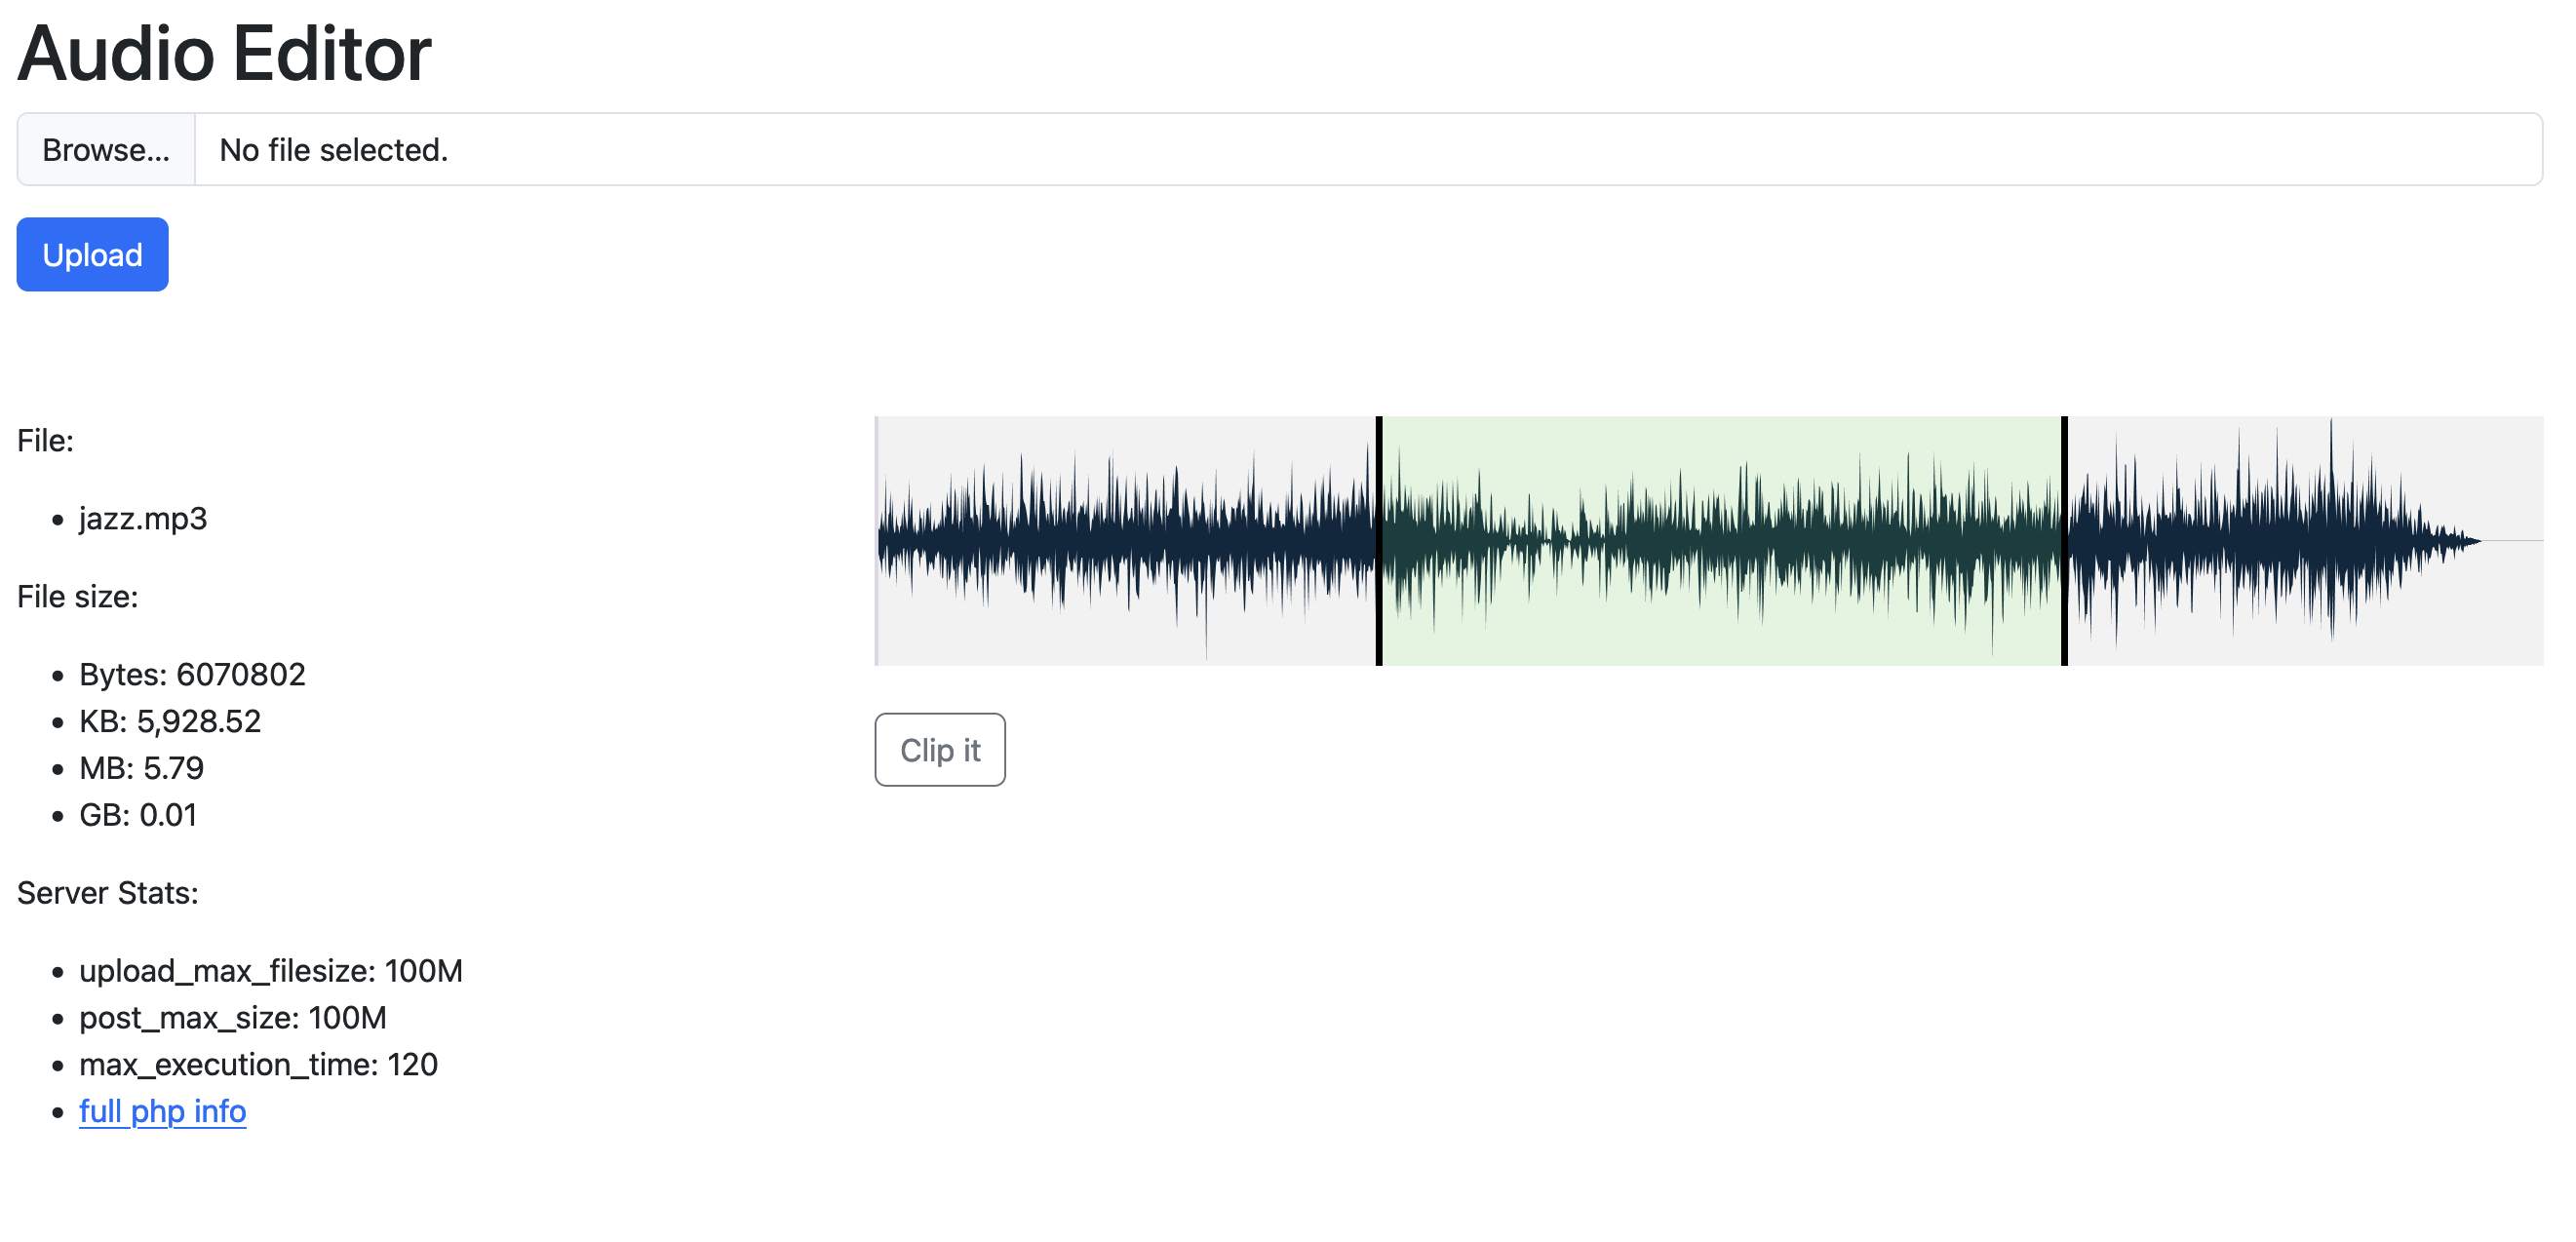 Audio Editor
Browse... No file selected.
Upload
File:
jazz.mp3
File size:
Bytes: 6070802
KB: 5,928.52
MB: 5.79
GB: 0.01
Server Stats:
upload_max_filesize: 100M
post_max_size: 100M
max_execution_time: 120
full php info
Clip it